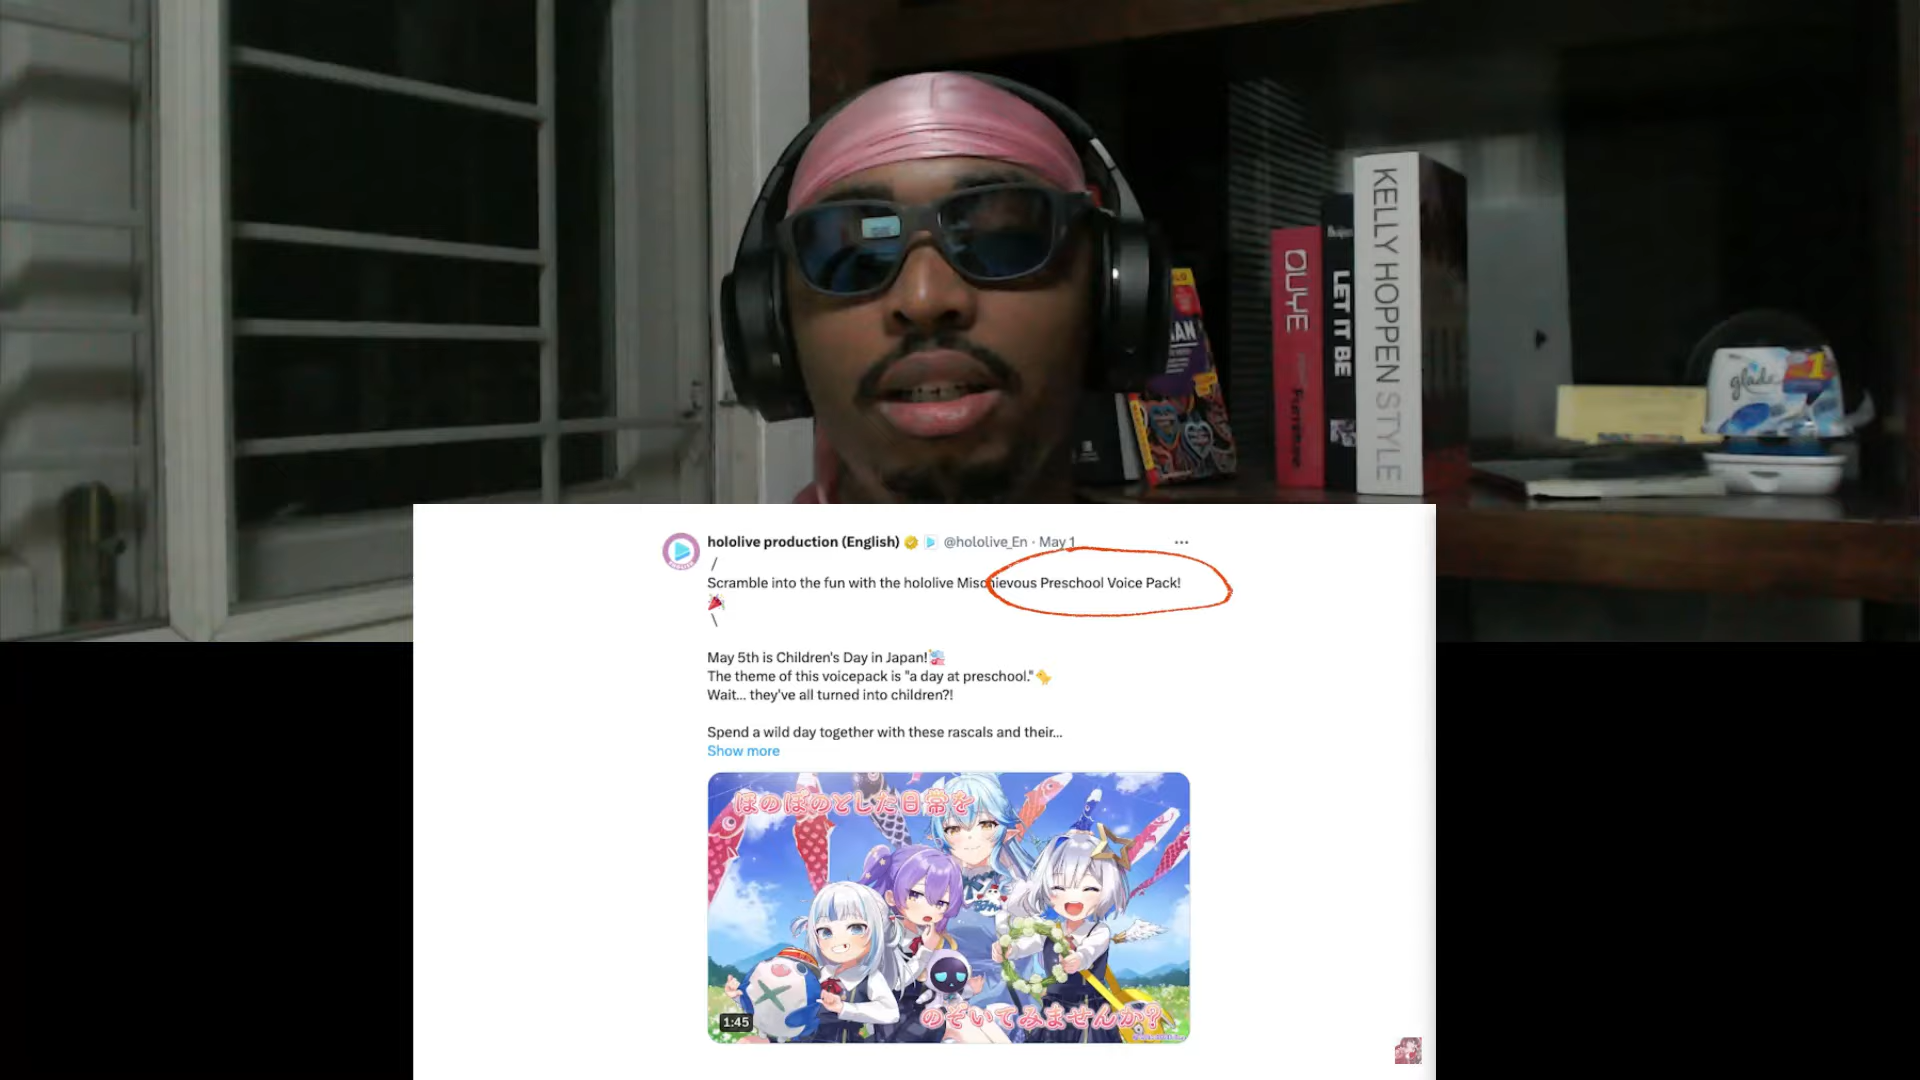 KELLY HOPPEN STYLE
LET IT BE
glade
1
hololive production (English) @hololive_En · May 1
/
Scramble into the fun with the hololive Mischievous Preschool Voice Pack!
\
May 5th is Children's Day in Japan!
The theme of this voicepack is "a day at preschool."
Wait... they've all turned into children?!
Spend a wild day together with these rascals and their...
Show more
ほのぼのとした日常を
のぞいてみませんか?
1:45